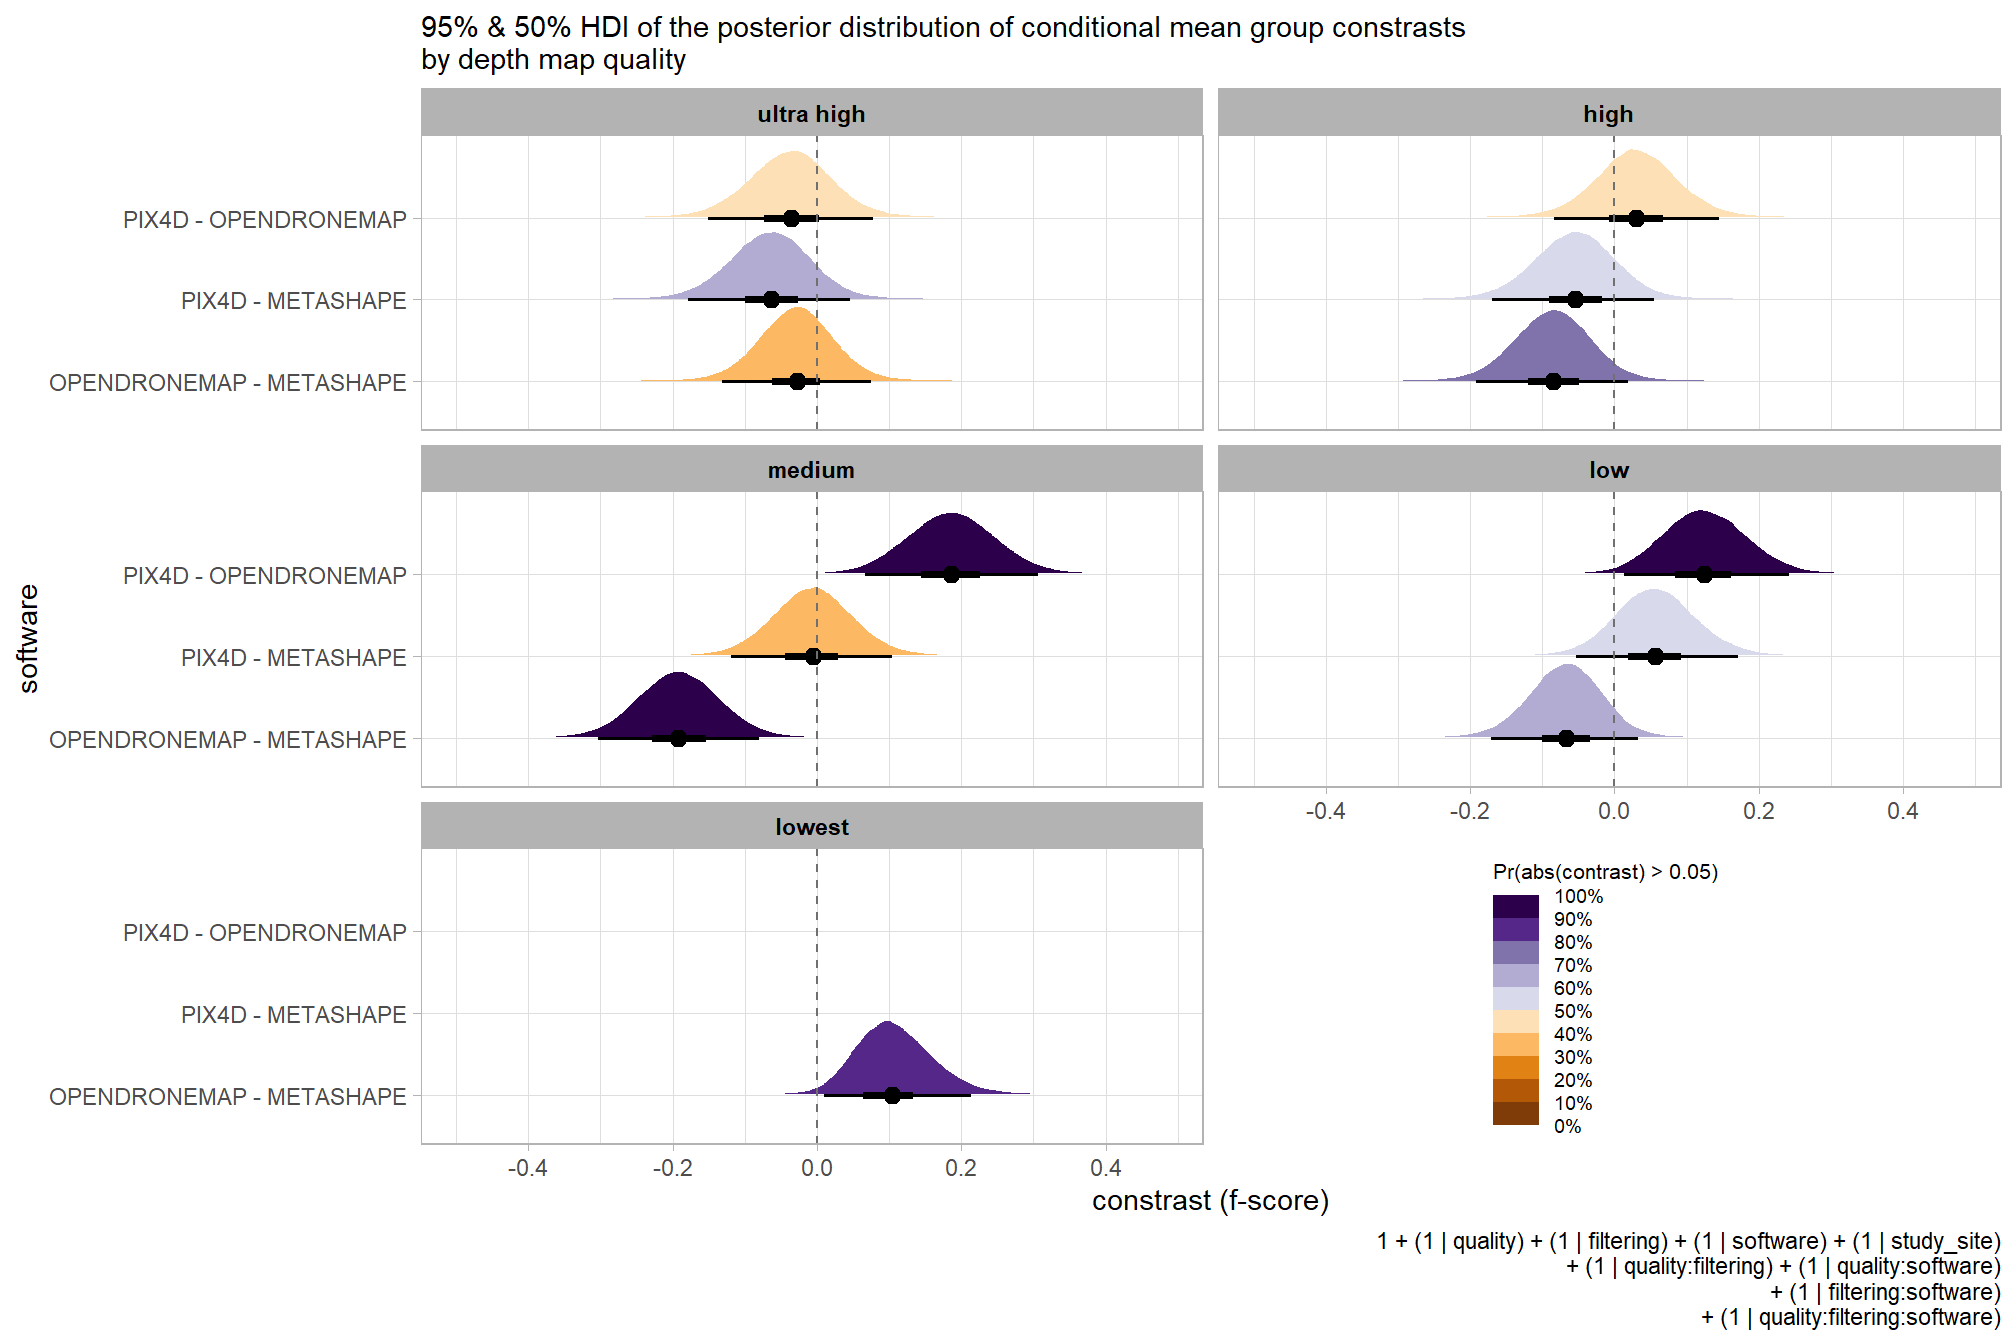 95% & 50% HDI of the posterior distribution of conditional mean group constrasts
by depth map quality
ultra high
high
PIX4D - OPENDRONEMAP
PIX4D - METASHAPE
OPENDRONEMAP - METASHAPE
medium
low
PIX4D - OPENDRONEMAP
PIX4D - METASHAPE
OPENDRONEMAP - METASHAPE
software
-0.4 -0.2 0.0 0.2 0.4
lowest
PIX4D - OPENDRONEMAP
PIX4D - METASHAPE
OPENDRONEMAP - METASHAPE
Pr(abs(contrast) > 0.05)
100%
90%
80%
70%
60%
50%
40%
30%
20%
10%
0%
-0.4 -0.2 0.0 0.2 0.4
constrast (f-score)
1 + (1 | quality) + (1 | filtering) + (1 | software) + (1 | study_site)
+ (1 | quality:filtering) + (1 | quality:software)
+ (1 | filtering:software)
+ (1 | quality:filtering:software)